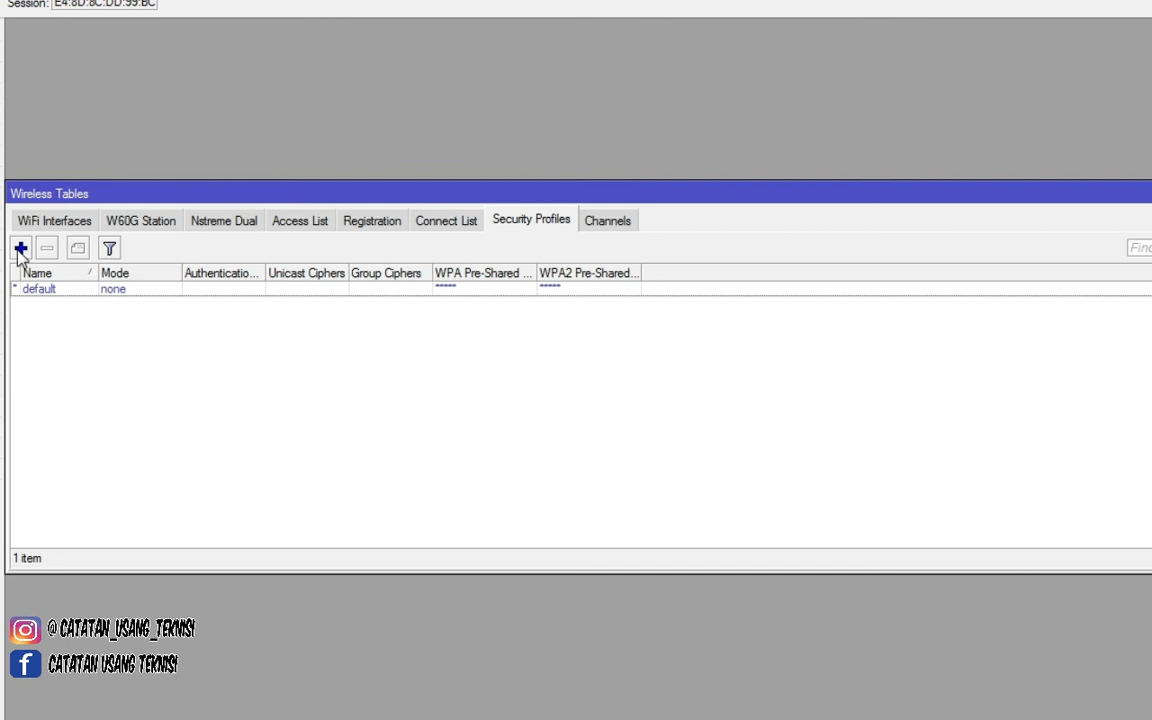 Session: E4:8D:8C:DD:99:BC
Wireless Tables
WiFi Interfaces W60G Station Nstreme Dual Access List Registration Connect List Security Profiles Channels
Find
Name / Mode Authenticatio... Unicast Ciphers Group Ciphers WPA Pre-Shared ... WPA2 Pre-Shared...
* default none ***** *****
1 item
@ CATATAN_USANG_TEKNISI
f CATATAN USANG TEKNISI